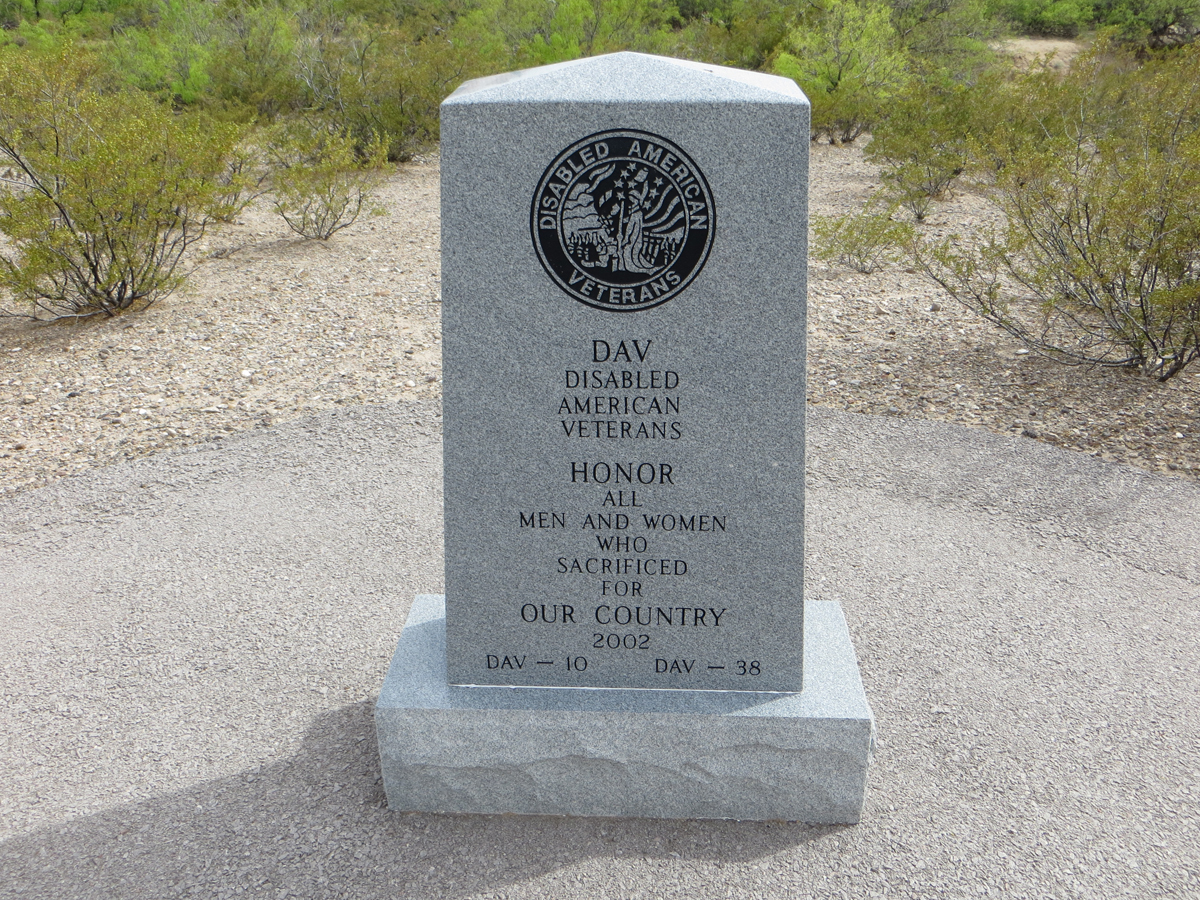 DISABLED AMERICAN
VETERANS
DAV
DISABLED
AMERICAN
VETERANS
HONOR
ALL
MEN AND WOMEN
WHO
SACRIFICED
FOR
OUR COUNTRY
2002
DAV — 10 DAV — 38